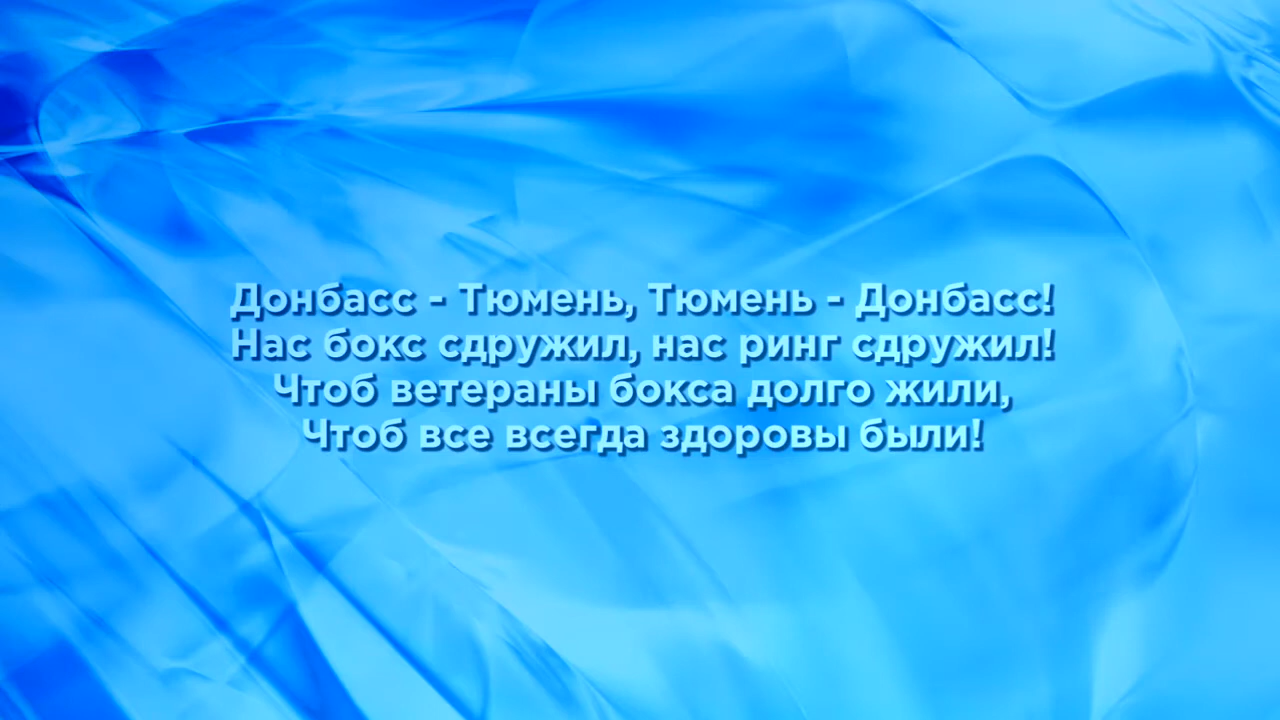 Донбасс - Тюмень, Тюмень - Донбасс!
Нас бокс сдружил, нас ринг сдружил!
Чтоб ветераны бокса долго жили,
Чтоб все всегда здоровы были!